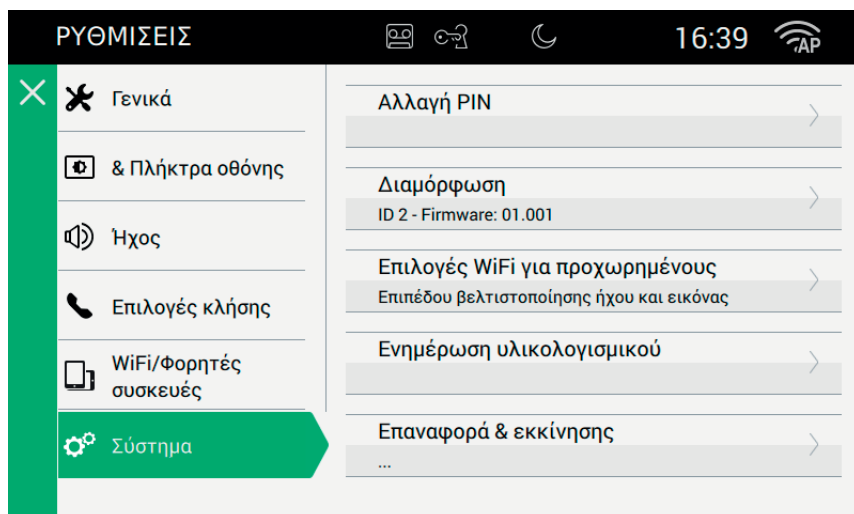 ΡΥΘΜΙΣΕΙΣ 16:39 AP
Γενικά
& Πλήκτρα οθόνης
Ήχος
Επιλογές κλήσης
WiFi/Φορητές
συσκευές
Σύστημα
Αλλαγή PIN
Διαμόρφωση
ID 2 - Firmware: 01.001
Επιλογές WiFi για προχωρημένους
Επιπέδου βελτιστοποίησης ήχου και εικόνας
Ενημέρωση υλικολογισμικού
Επαναφορά & εκκίνησης
...